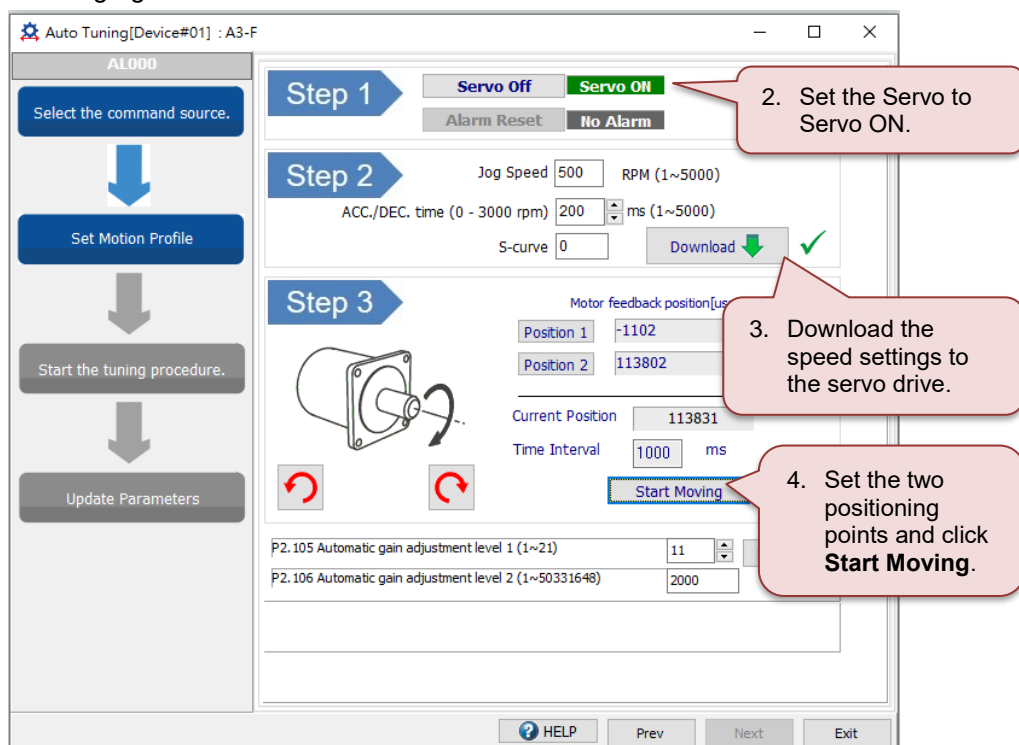 Auto Tuning[Device#01] : A3-F
AL000
Select the command source.
Set Motion Profile
Start the tuning procedure.
Update Parameters
Step 1
Servo Off
Servo ON
Alarm Reset
No Alarm
2. Set the Servo to
Servo ON.
Step 2
Jog Speed 500 RPM (1~5000)
ACC./DEC. time (0 - 3000 rpm) 200 ms (1~5000)
S-curve 0
Download
3. Download the
speed settings to
the servo drive.
Step 3
Motor feedback position
Position 1 -1102
Position 2 113802
Current Position 113831
Time Interval 1000 ms
Start Moving
4. Set the two
positioning
points and click
Start Moving.
P2.105 Automatic gain adjustment level 1 (1~21) 11
P2.106 Automatic gain adjustment level 2 (1~50331648) 2000
HELP
Prev
Next
Exit